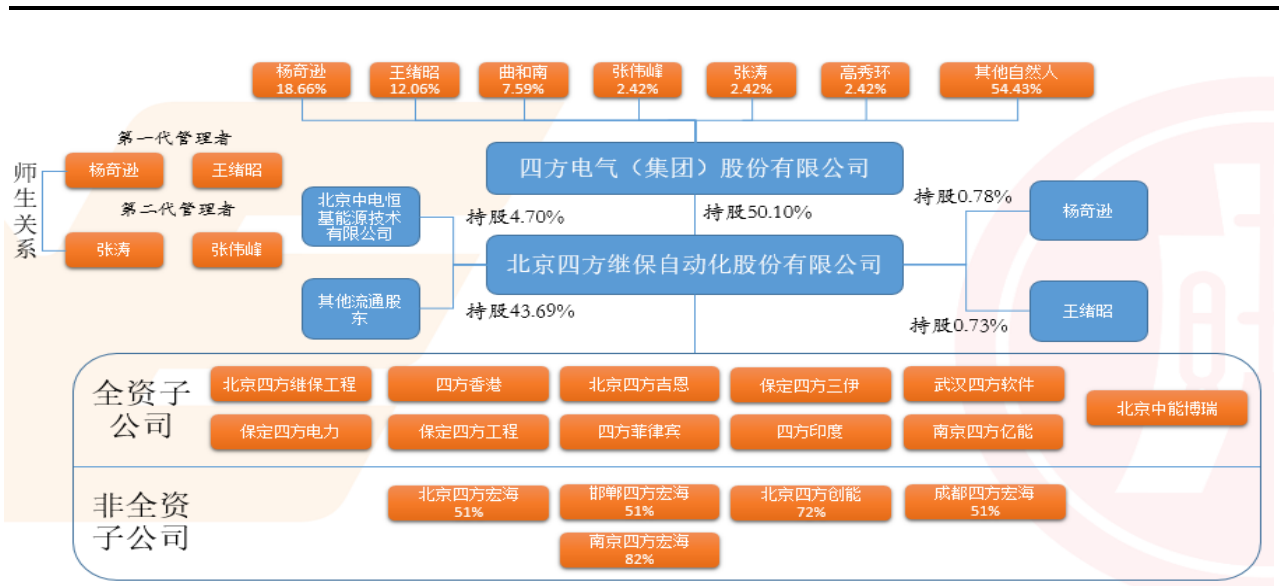 杨奇逊
18.66%
王绪昭
12.06%
曲和南
7.59%
张伟峰
2.42%
张涛
2.42%
高秀环
2.42%
其他自然人
54.43%
师生关系
第一代管理者
杨奇逊
王绪昭
第二代管理者
张涛
张伟峰
四方电气（集团）股份有限公司
北京中电恒
基能源技术
有限公司
持股4.70%
持股50.10%
持股0.78%
杨奇逊
北京四方继保自动化股份有限公司
其他流通股
东
持股43.69%
持股0.73%
王绪昭
全资子
公司
北京四方继保工程
四方香港
北京四方吉恩
保定四方三伊
武汉四方软件
北京中能博瑞
保定四方电力
保定四方工程
四方菲律宾
四方印度
南京四方亿能
非全资
子公司
北京四方宏海
51%
邯郸四方宏海
51%
北京四方创能
72%
成都四方宏海
51%
南京四方宏海
82%